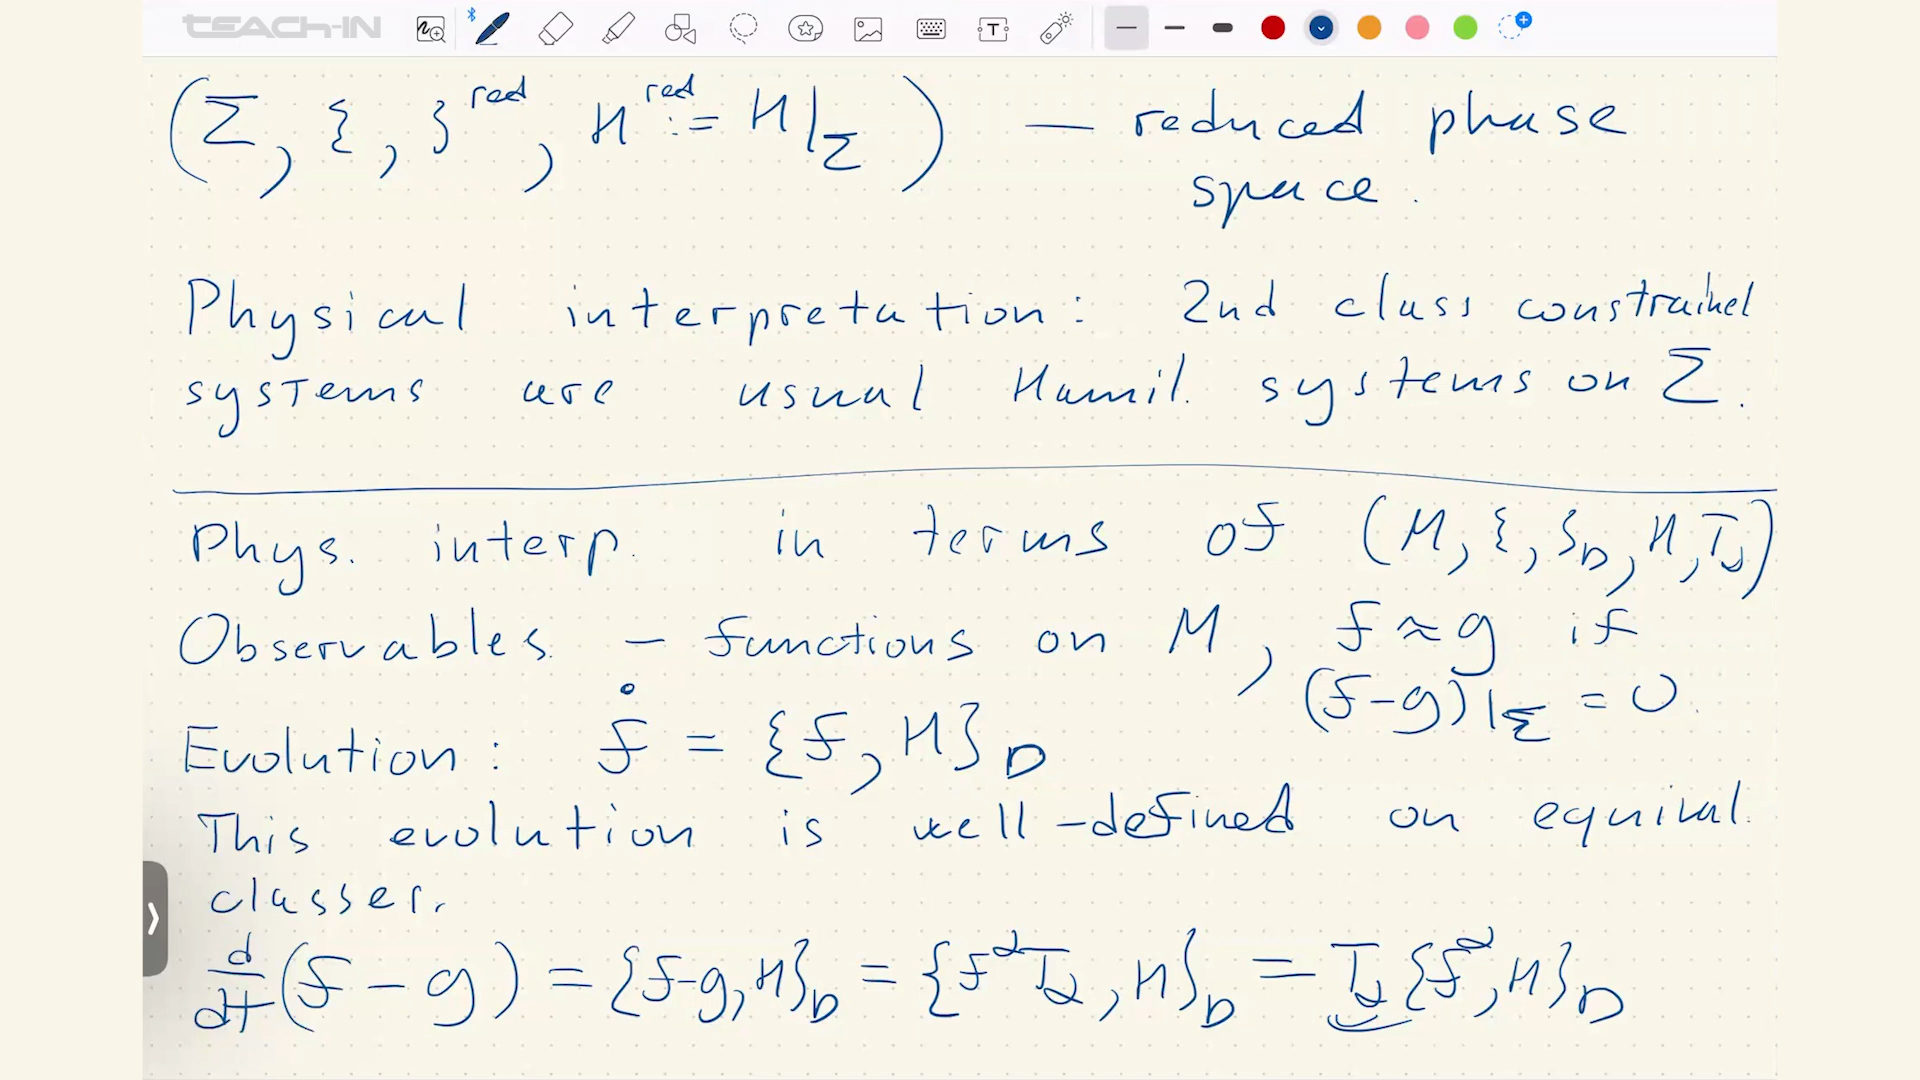 TEACH-IN
(Σ, {,}^red, H^red := H|_Σ) — reduced phase
space.
Physical interpretation: 2nd class constrained
systems are usual Hamil. systems on Σ.
Phys. interp. in terms of (M, {,}_D, H, T_α)
Observables — functions on M, f ≈ g if
(f-g)|_Σ = 0.
Evolution: ḟ = {f, H}_D
This evolution is well-defined on equival.
classes.
d/dt (f - g) = {f-g, H}_D = {f^α T_α, H}_D = T_α {f^α, H}_D